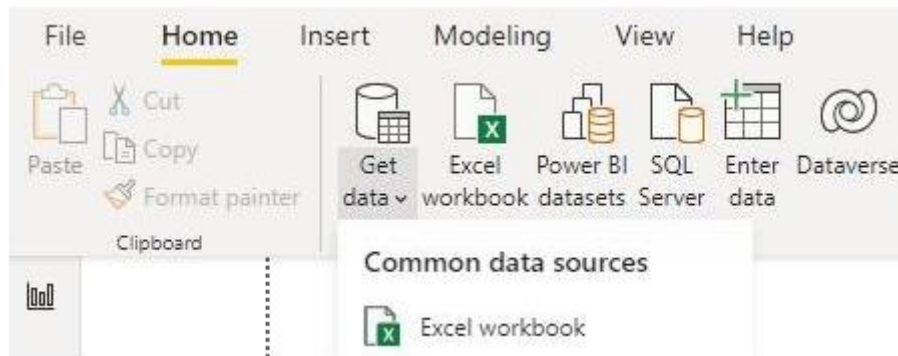 File Home Insert Modeling View Help
Cut
Copy
Format painter
Paste
Clipboard
Get data
Excel workbook
Power BI datasets
SQL Server
Enter data
Dataverse
Common data sources
Excel workbook